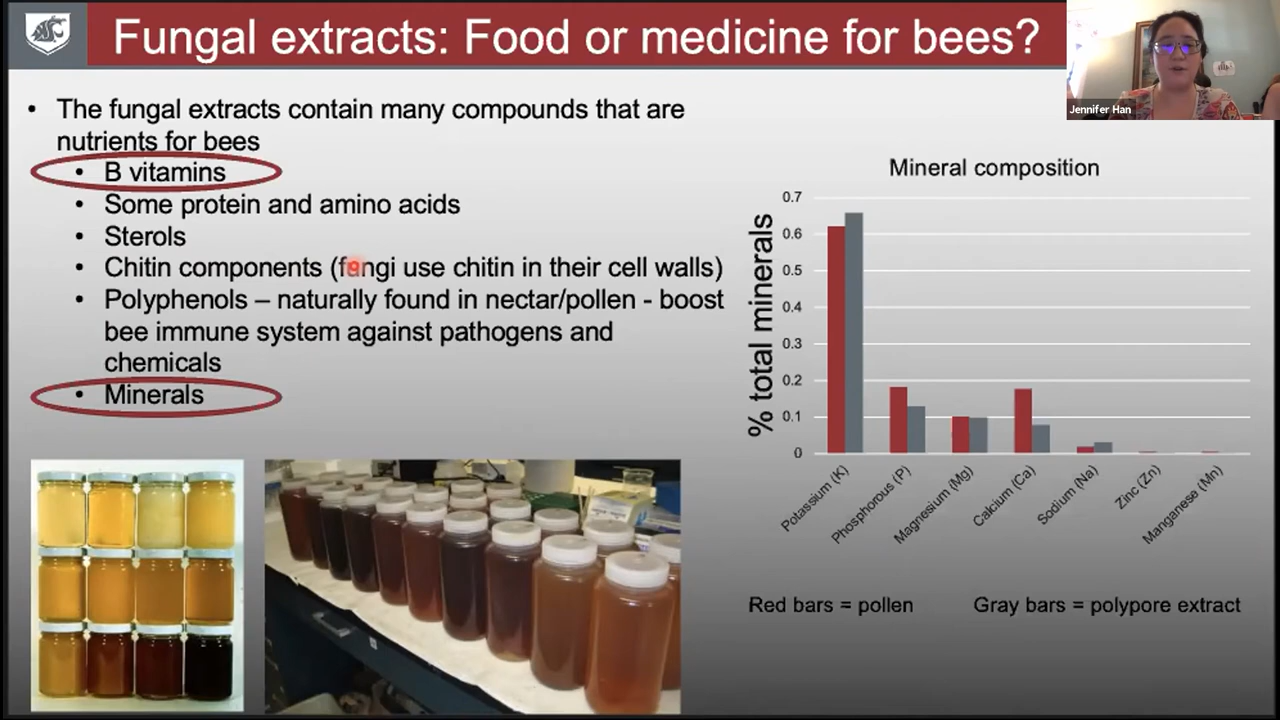 Fungal extracts: Food or medicine for bees?
Jennifer Han
• The fungal extracts contain many compounds that are
nutrients for bees
• B vitamins
• Some protein and amino acids
• Sterols
• Chitin components (fungi use chitin in their cell walls)
• Polyphenols – naturally found in nectar/pollen - boost
bee immune system against pathogens and
chemicals
• Minerals
Mineral composition
% total minerals
0.7
0.6
0.5
0.4
0.3
0.2
0.1
0
Potassium (K)
Phosphorous (P)
Magnesium (Mg)
Calcium (Ca)
Sodium (Na)
Zinc (Zn)
Manganese (Mn)
Red bars = pollen
Gray bars = polypore extract